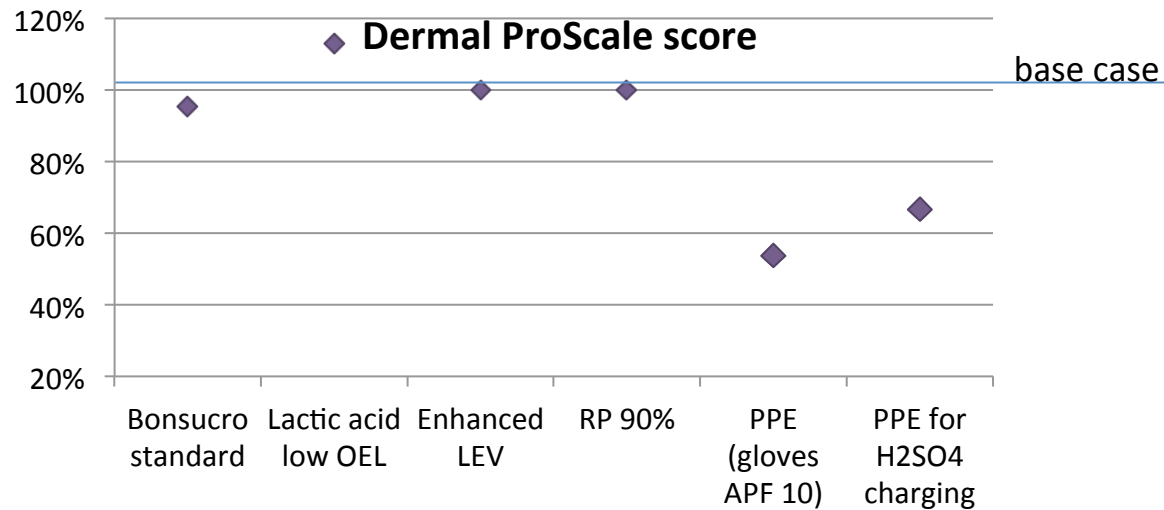 Dermal ProScale score
base case
120%
100%
80%
60%
40%
20%
Bonsucro
standard
Lactic acid
low OEL
Enhanced
LEV
RP 90%
PPE
(gloves
APF 10)
PPE for
H2SO4
charging